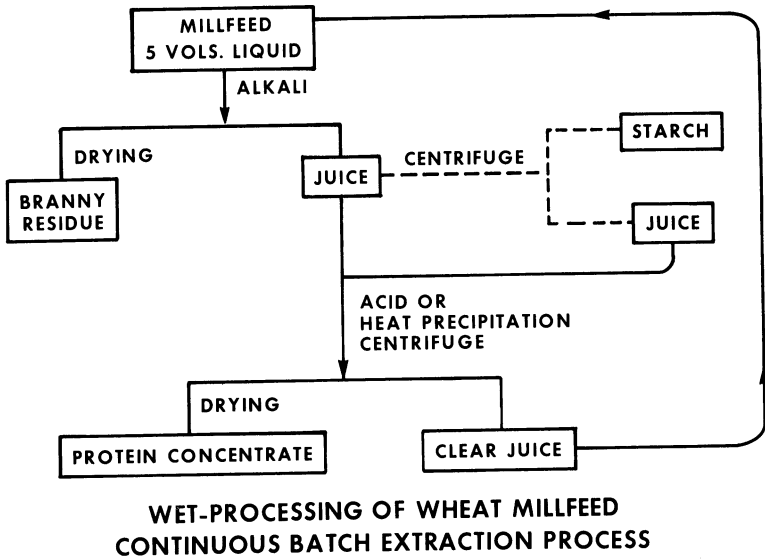 MILLFEED
5 VOLS. LIQUID
ALKALI
DRYING
BRANNY
RESIDUE
JUICE
CENTRIFUGE
STARCH
JUICE
ACID OR
HEAT PRECIPITATION
CENTRIFUGE
DRYING
PROTEIN CONCENTRATE
CLEAR JUICE
WET-PROCESSING OF WHEAT MILLFEED
CONTINUOUS BATCH EXTRACTION PROCESS